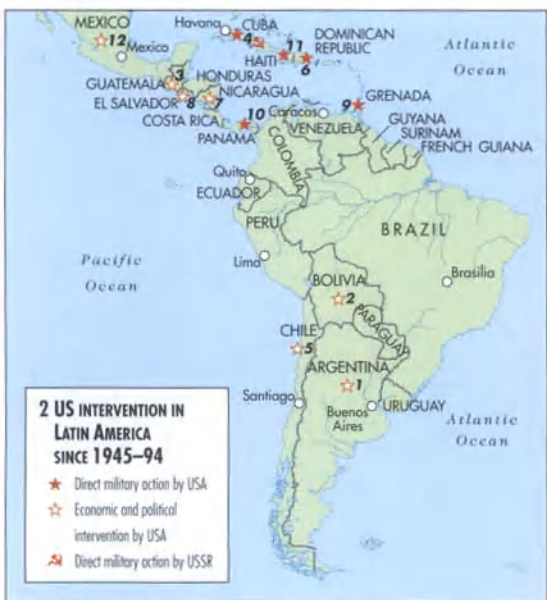 MEXICO
12
Mexico
Havana
CUBA
4
DOMINICAN
REPUBLIC
11
HAITI
6
Atlantic
Ocean
3
HONDURAS
GUATEMALA
NICARAGUA
EL SALVADOR
8
7
COSTA RICA
10
PANAMA
9
GRENADA
Caracas
VENEZUELA
GUYANA
SURINAM
FRENCH GUIANA
COLOMBIA
Quito
ECUADOR
PERU
BRAZIL
Pacific
Ocean
Lima
Brasilia
BOLIVIA
2
PARAGUAY
CHILE
5
ARGENTINA
1
Santiago
Buenos
Aires
URUGUAY
Atlantic
Ocean
2 US INTERVENTION IN
LATIN AMERICA
SINCE 1945–94
Direct military action by USA
Economic and political
intervention by USA
Direct military action by USSR